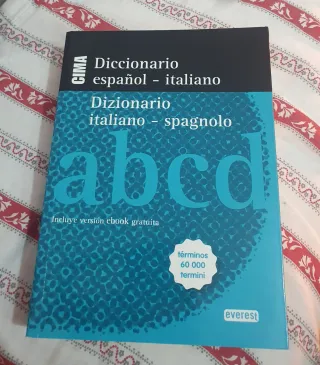 CIMA
Diccionario
español - italiano
Dizionario
italiano - spagnolo
abcd
Incluye versión ebook gratuita
términos
60 000
termini
everest